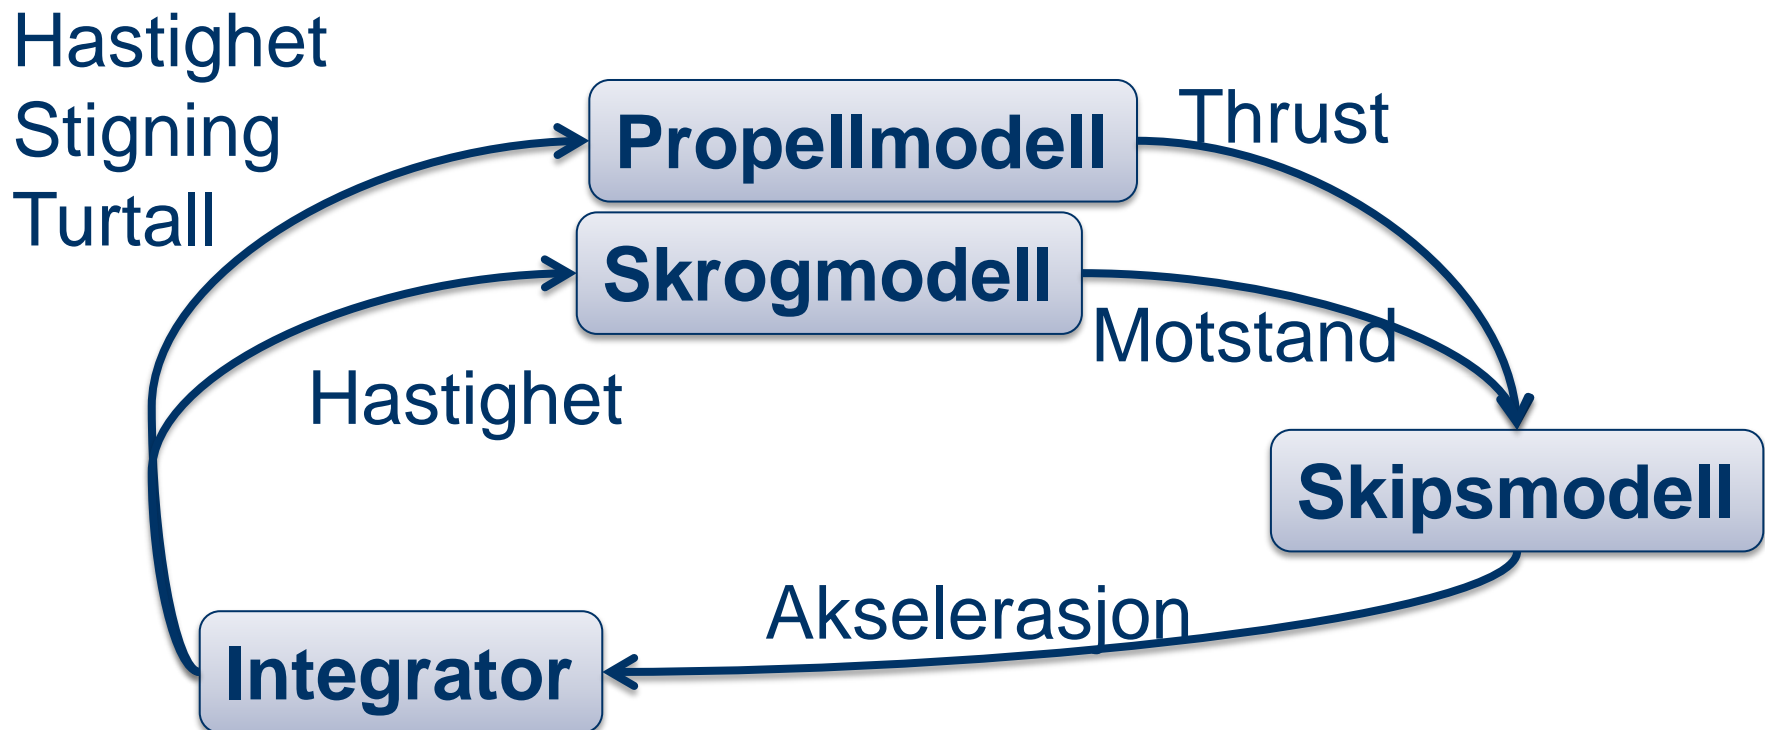 Hastighet
Stigning
Turtall
Propellmodell
Thrust
Skrogmodell
Motstand
Hastighet
Skipsmodell
Akselerasjon
Integrator